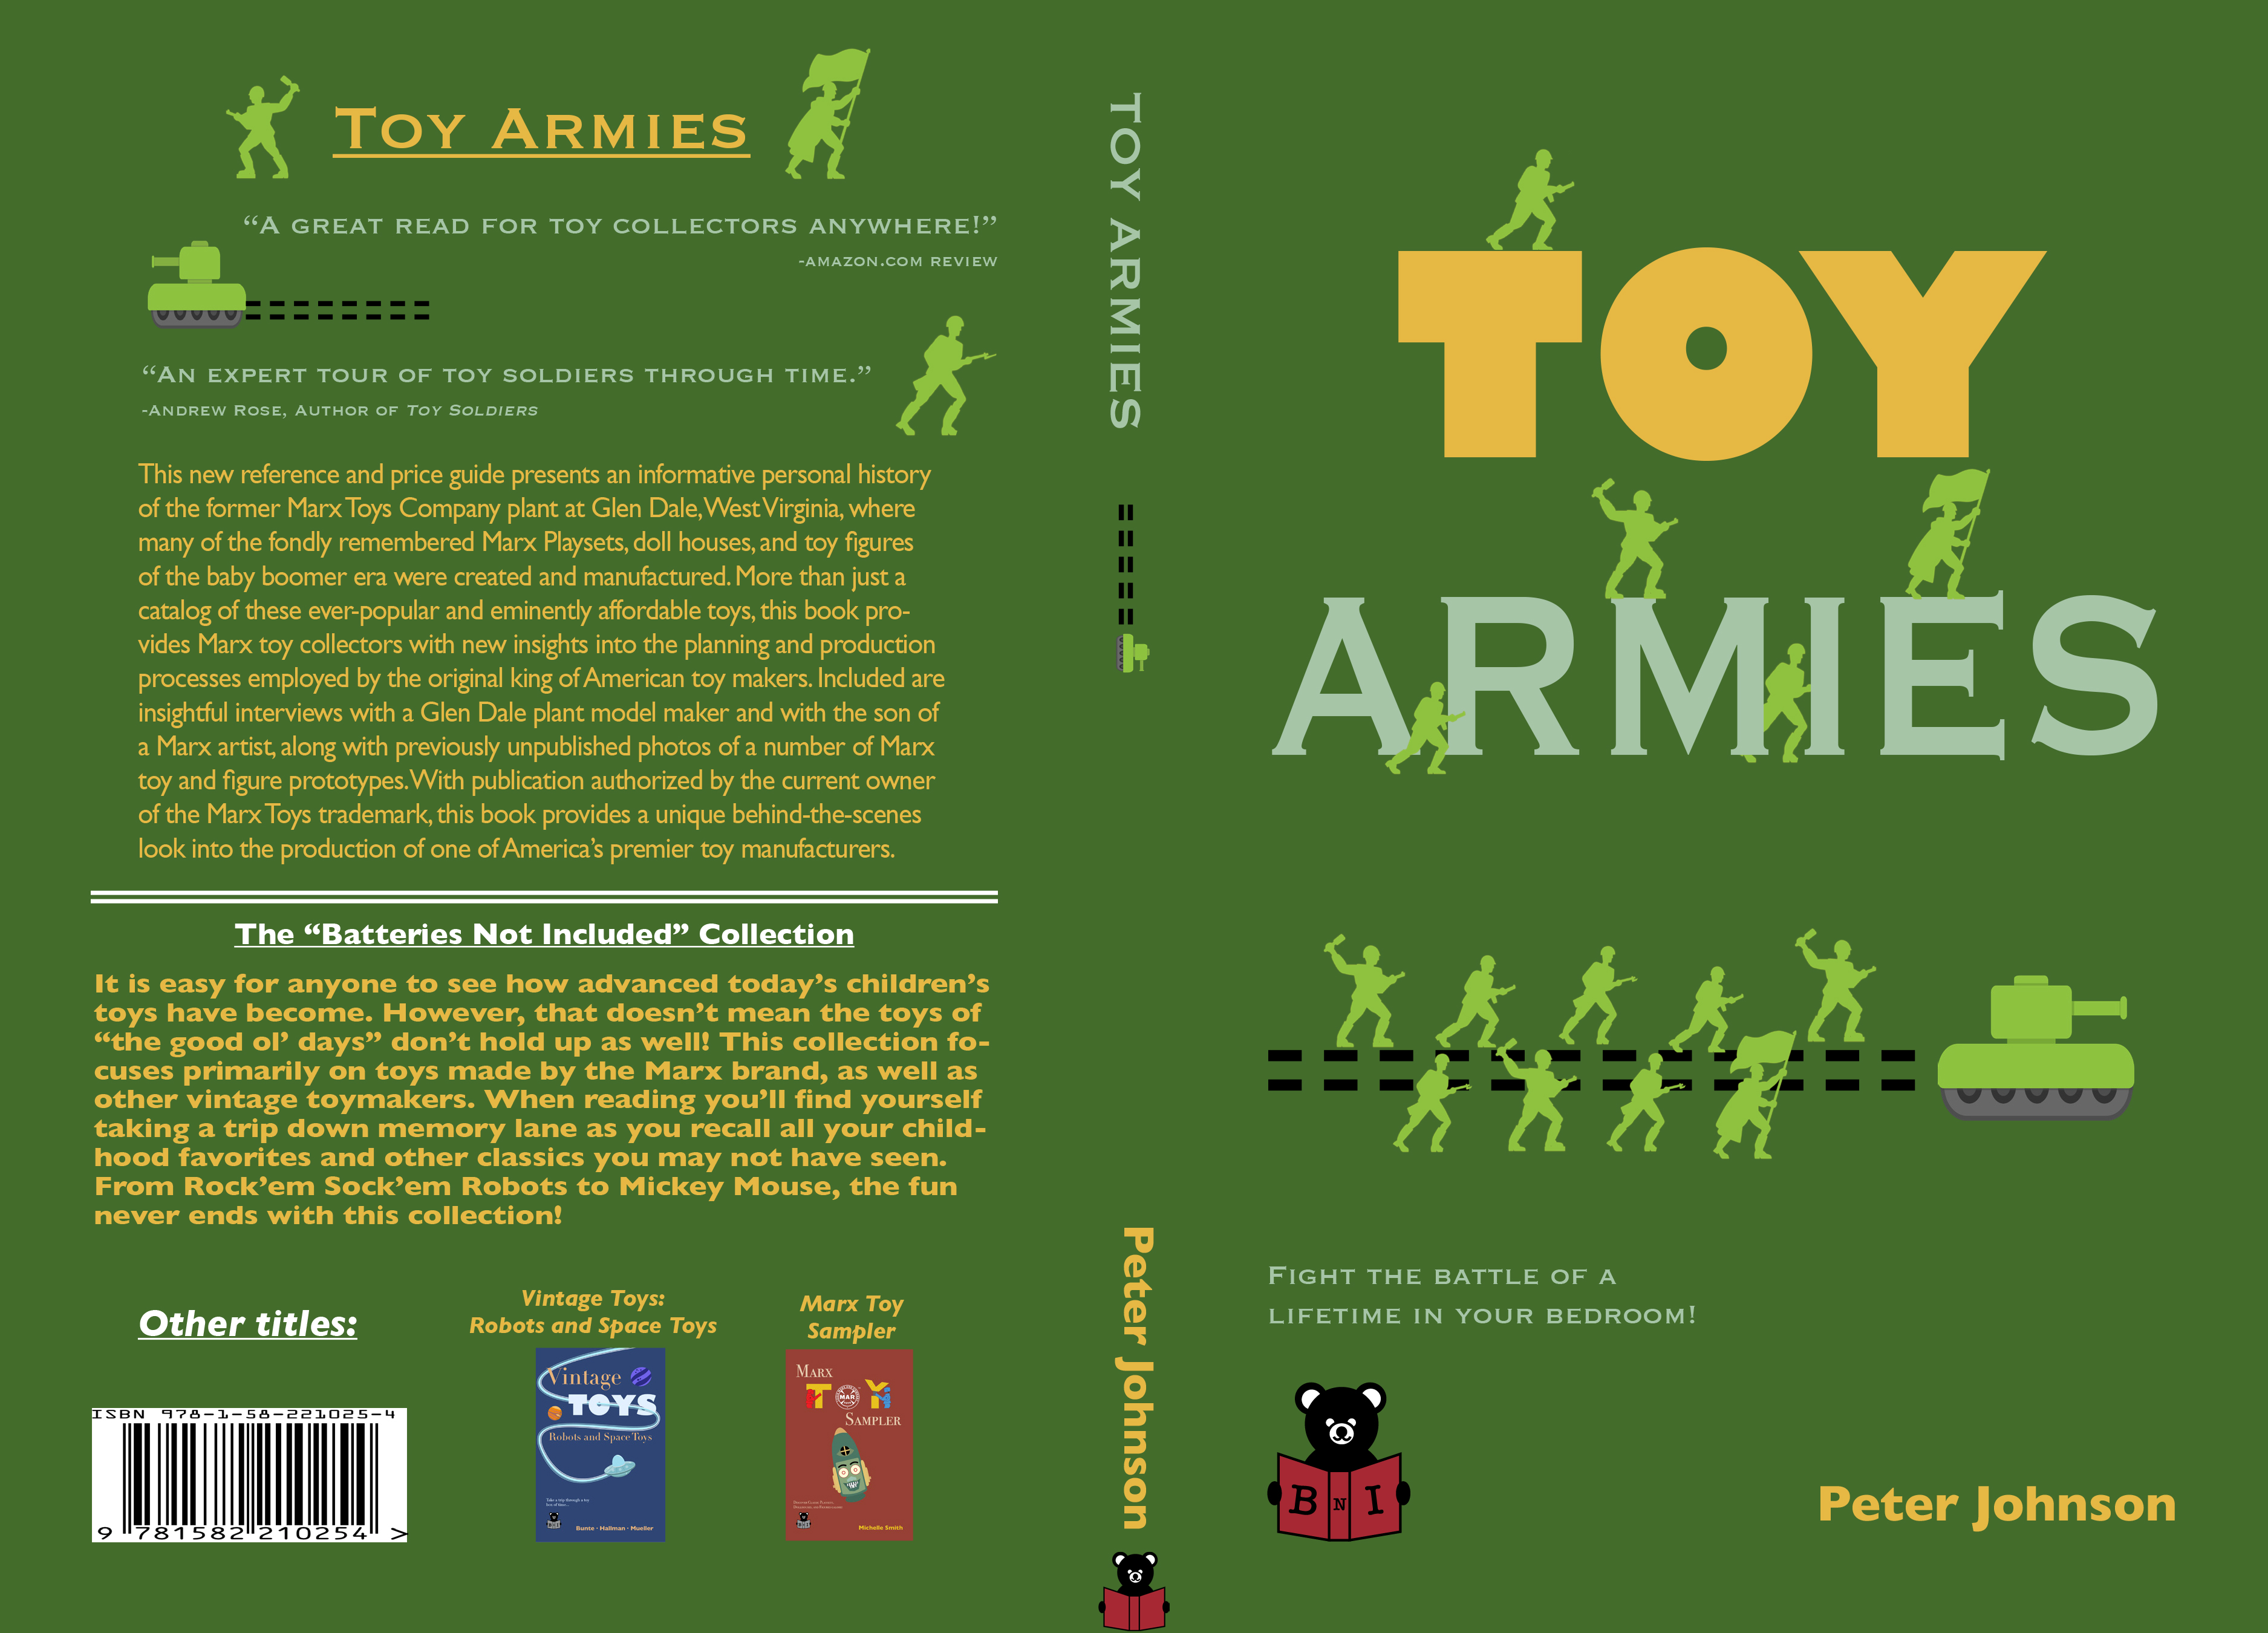 Toy Armies
“A great read for toy collectors anywhere!”
-amazon.com review
“An expert tour of toy soldiers through time.”
-Andrew Rose, Author of Toy Soldiers
This new reference and price guide presents an informative personal history
of the former Marx Toys Company plant at Glen Dale, West Virginia, where
many of the fondly remembered Marx Playsets, doll houses, and toy figures
of the baby boomer era were created and manufactured. More than just a
catalog of these ever-popular and eminently affordable toys, this book pro-
vides Marx toy collectors with new insights into the planning and production
processes employed by the original king of American toy makers. Included are
insightful interviews with a Glen Dale plant model maker and with the son of
a Marx artist, along with previously unpublished photos of a number of Marx
toy and figure prototypes. With publication authorized by the current owner
of the Marx Toys trademark, this book provides a unique behind-the-scenes
look into the production of one of America’s premier toy manufacturers.
The “Batteries Not Included” Collection
It is easy for anyone to see how advanced today’s children’s
toys have become. However, that doesn’t mean the toys of
“the good ol’ days” don’t hold up as well! This collection fo-
cuses primarily on toys made by the Marx brand, as well as
other vintage toymakers. When reading you’ll find yourself
taking a trip down memory lane as you recall all your child-
hood favorites and other classics you may not have seen.
From Rock’em Sock’em Robots to Mickey Mouse, the fun
never ends with this collection!
Other titles:
Vintage Toys:
Robots and Space Toys
Vintage
TOYS
Robots and Space Toys
Take a trip through a toy
box of time...
Bunte · Hallman · Mueller
Marx Toy
Sampler
Marx
T MAR Y
Sampler
Michelle Smith
ISBN 978-1-58-221025-4
9 781582 210254 >
TOY ARMIES
Peter Johnson
TOY
ARMIES
Fight the battle of a
lifetime in your bedroom!
B N I
Peter Johnson